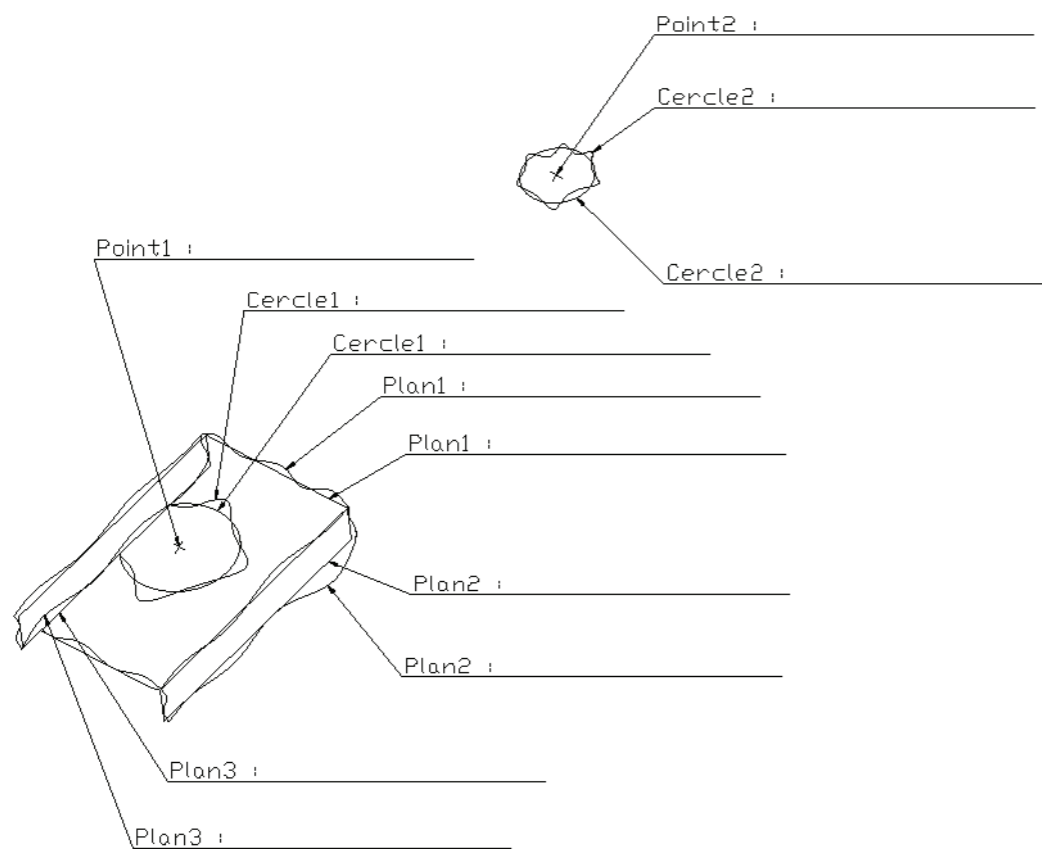 Point2 :
Cercle2 :
Point1 :
Cercle2 :
Cercle1 :
Cercle1 :
Plan1 :
Plan1 :
Plan2 :
Plan2 :
Plan3 :
Plan3 :